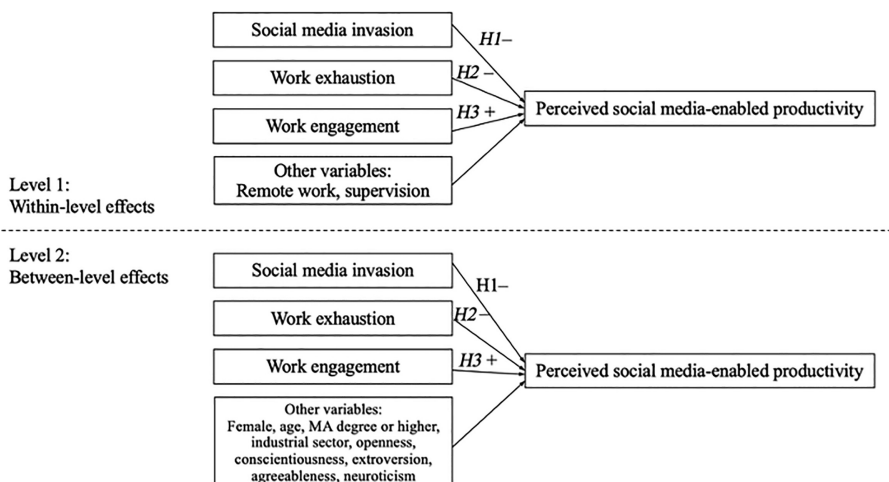 Social media invasion
H1–
Work exhaustion
H2 –
Perceived social media-enabled productivity
Work engagement
H3 +
Other variables:
Remote work, supervision
Level 1:
Within-level effects
Level 2:
Between-level effects
Social media invasion
H1–
Work exhaustion
H2–
Work engagement
H3 +
Perceived social media-enabled productivity
Other variables:
Female, age, MA degree or higher,
industrial sector, openness,
conscientiousness, extroversion,
agreeableness, neuroticism